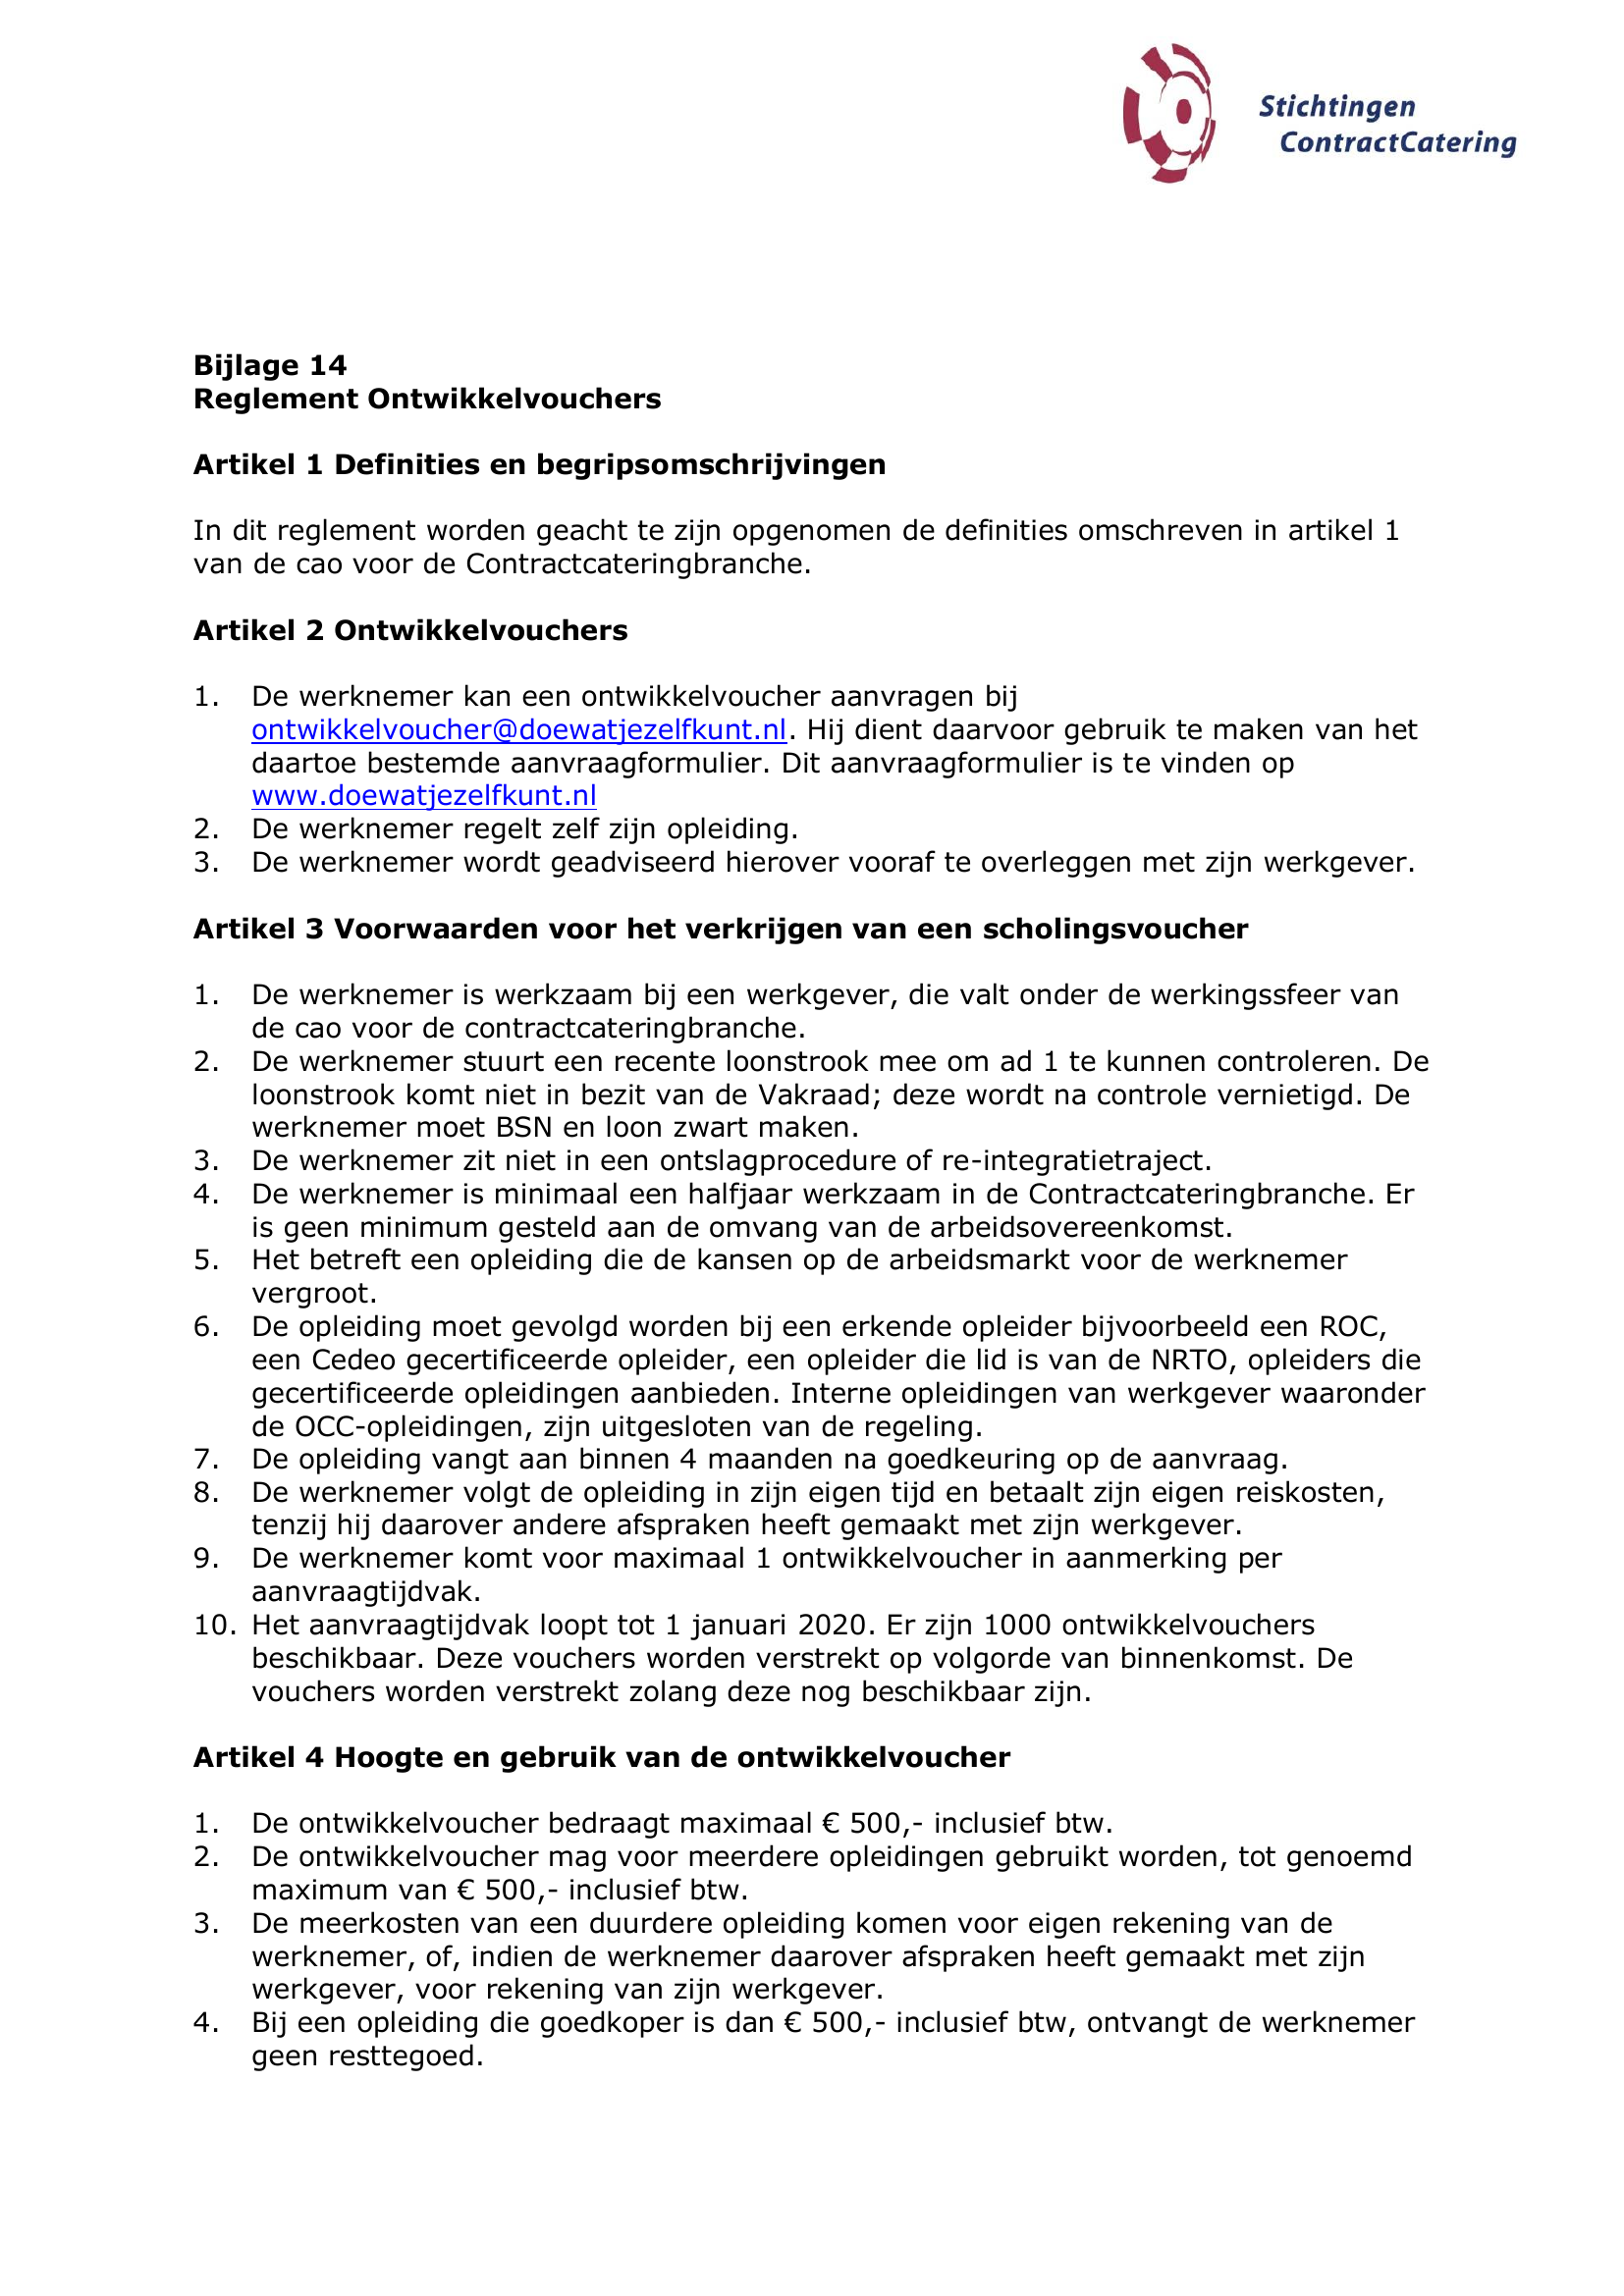 Stichtingen
ContractCatering
Bijlage 14
Reglement Ontwikkelvouchers
Artikel 1 Definities en begripsomschrijvingen
In dit reglement worden geacht te zijn opgenomen de definities omschreven in artikel 1
van de cao voor de Contractcateringbranche.
Artikel 2 Ontwikkelvouchers
1. De werknemer kan een ontwikkelvoucher aanvragen bij
ontwikkelvoucher@doewatjezelfkunt.nl. Hij dient daarvoor gebruik te maken van het
daartoe bestemde aanvraagformulier. Dit aanvraagformulier is te vinden op
www.doewatjezelfkunt.nl
2. De werknemer regelt zelf zijn opleiding.
3. De werknemer wordt geadviseerd hierover vooraf te overleggen met zijn werkgever.
Artikel 3 Voorwaarden voor het verkrijgen van een scholingsvoucher
1. De werknemer is werkzaam bij een werkgever, die valt onder de werkingssfeer van
de cao voor de contractcateringbranche.
2. De werknemer stuurt een recente loonstrook mee om ad 1 te kunnen controleren. De
loonstrook komt niet in bezit van de Vakraad; deze wordt na controle vernietigd. De
werknemer moet BSN en loon zwart maken.
3. De werknemer zit niet in een ontslagprocedure of re-integratietraject.
4. De werknemer is minimaal een halfjaar werkzaam in de Contractcateringbranche. Er
is geen minimum gesteld aan de omvang van de arbeidsovereenkomst.
5. Het betreft een opleiding die de kansen op de arbeidsmarkt voor de werknemer
vergroot.
6. De opleiding moet gevolgd worden bij een erkende opleider bijvoorbeeld een ROC,
een Cedeo gecertificeerde opleider, een opleider die lid is van de NRTO, opleiders die
gecertificeerde opleidingen aanbieden. Interne opleidingen van werkgever waaronder
de OCC-opleidingen, zijn uitgesloten van de regeling.
7. De opleiding vangt aan binnen 4 maanden na goedkeuring op de aanvraag.
8. De werknemer volgt de opleiding in zijn eigen tijd en betaalt zijn eigen reiskosten,
tenzij hij daarover andere afspraken heeft gemaakt met zijn werkgever.
9. De werknemer komt voor maximaal 1 ontwikkelvoucher in aanmerking per
aanvraagtijdvak.
10. Het aanvraagtijdvak loopt tot 1 januari 2020. Er zijn 1000 ontwikkelvouchers
beschikbaar. Deze vouchers worden verstrekt op volgorde van binnenkomst. De
vouchers worden verstrekt zolang deze nog beschikbaar zijn.
Artikel 4 Hoogte en gebruik van de ontwikkelvoucher
1. De ontwikkelvoucher bedraagt maximaal € 500,- inclusief btw.
2. De ontwikkelvoucher mag voor meerdere opleidingen gebruikt worden, tot genoemd
maximum van € 500,- inclusief btw.
3. De meerkosten van een duurdere opleiding komen voor eigen rekening van de
werknemer, of, indien de werknemer daarover afspraken heeft gemaakt met zijn
werkgever, voor rekening van zijn werkgever.
4. Bij een opleiding die goedkoper is dan € 500,- inclusief btw, ontvangt de werknemer
geen resttegoed.